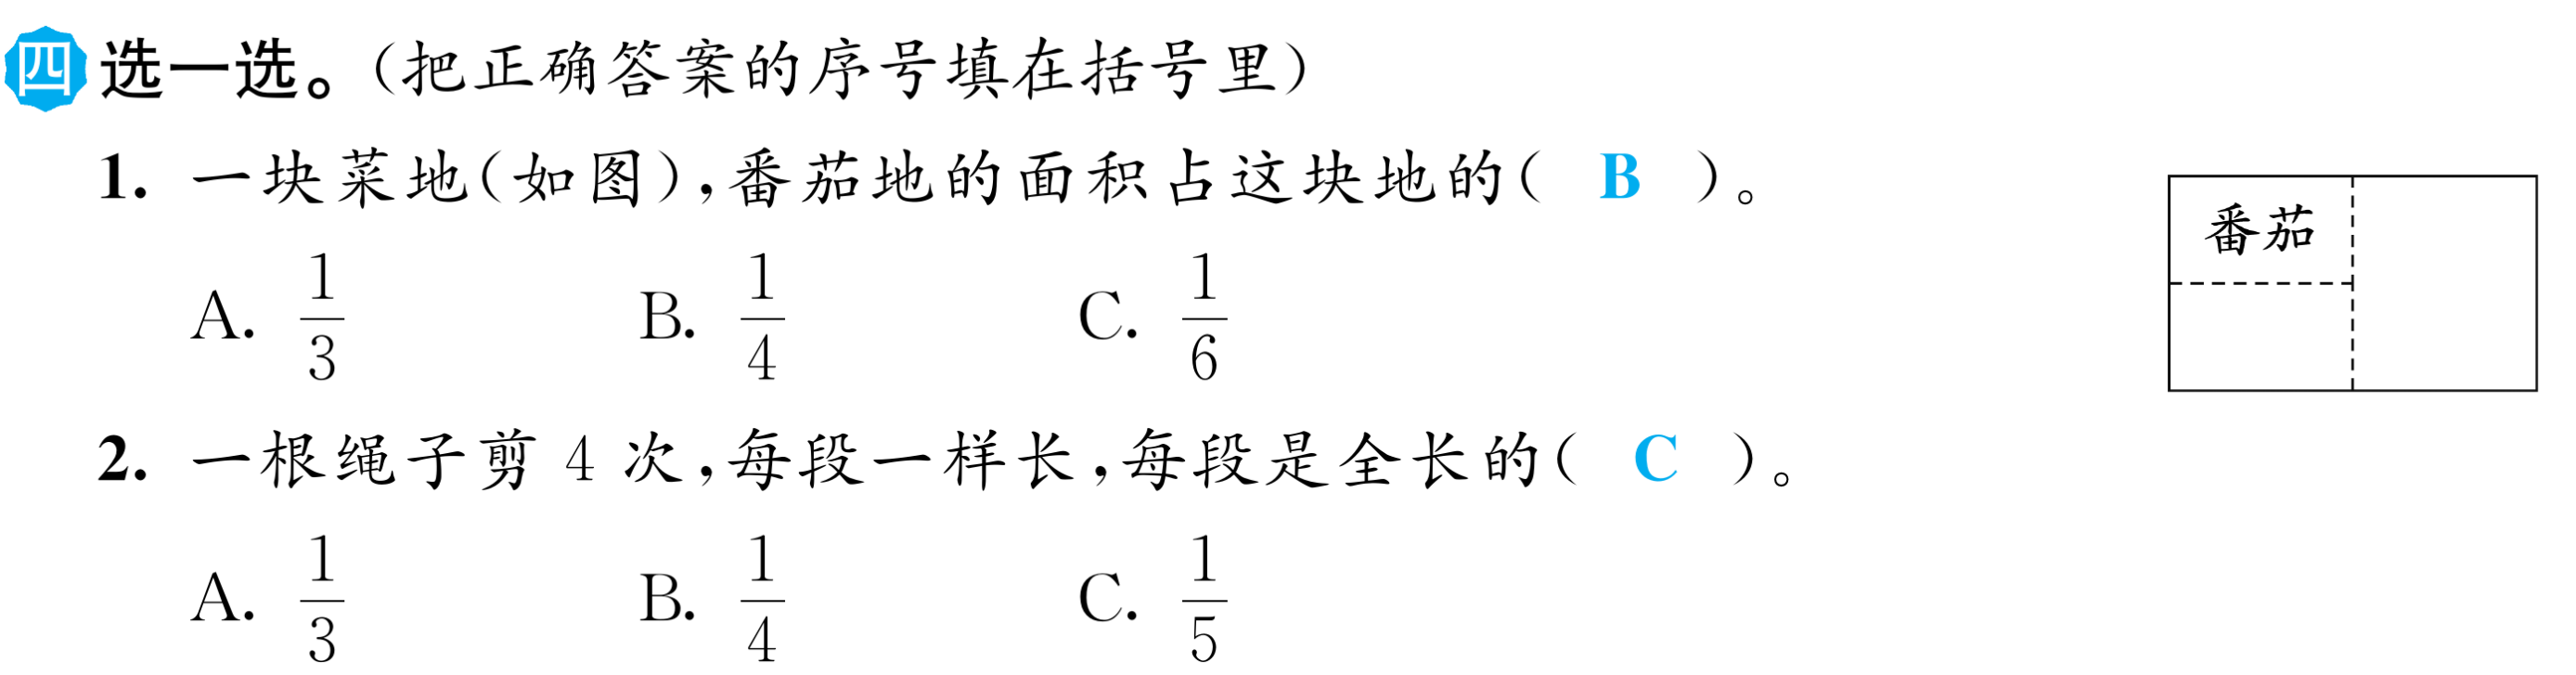 四 选一选。(把正确答案的序号填在括号里)
1. 一块菜地(如图),番茄地的面积占这块地的( B )。
番茄
A. 1/3 B. 1/4 C. 1/6
2. 一根绳子剪 4 次,每段一样长,每段是全长的( C )。
A. 1/3 B. 1/4 C. 1/5